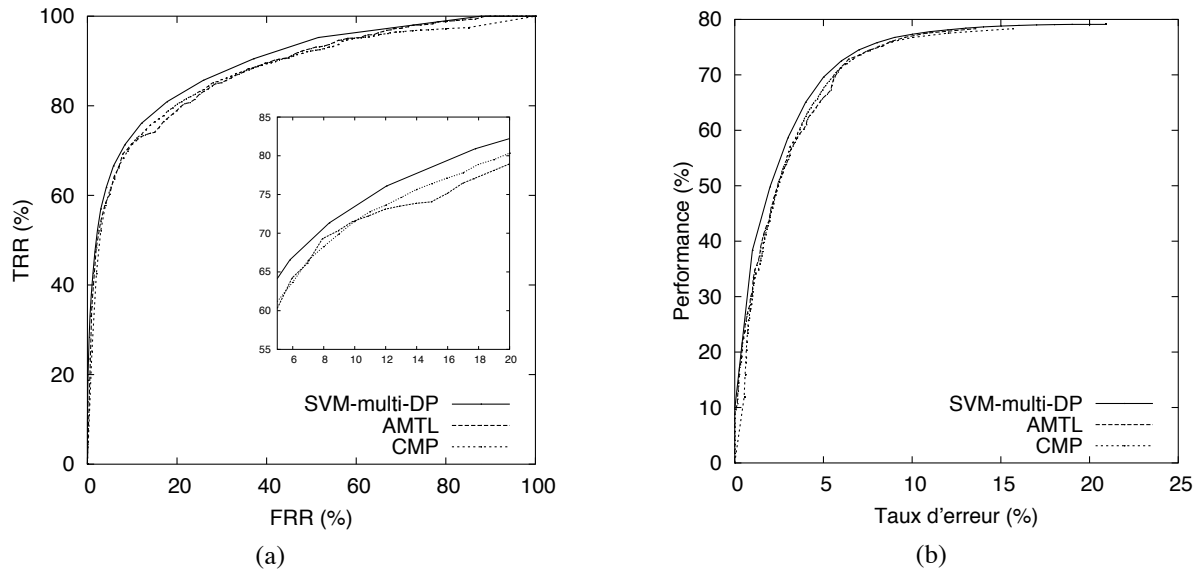 100
80
60
40
20
0
TRR (%)
85
80
75
70
65
60
55
6 8 10 12 14 16 18 20
SVM-multi-DP
AMTL
CMP
0 20 40 60 80 100
FRR (%)
(a)
80
70
60
50
40
30
20
10
0
Performance (%)
SVM-multi-DP
AMTL
CMP
0 5 10 15 20 25
Taux d'erreur (%)
(b)